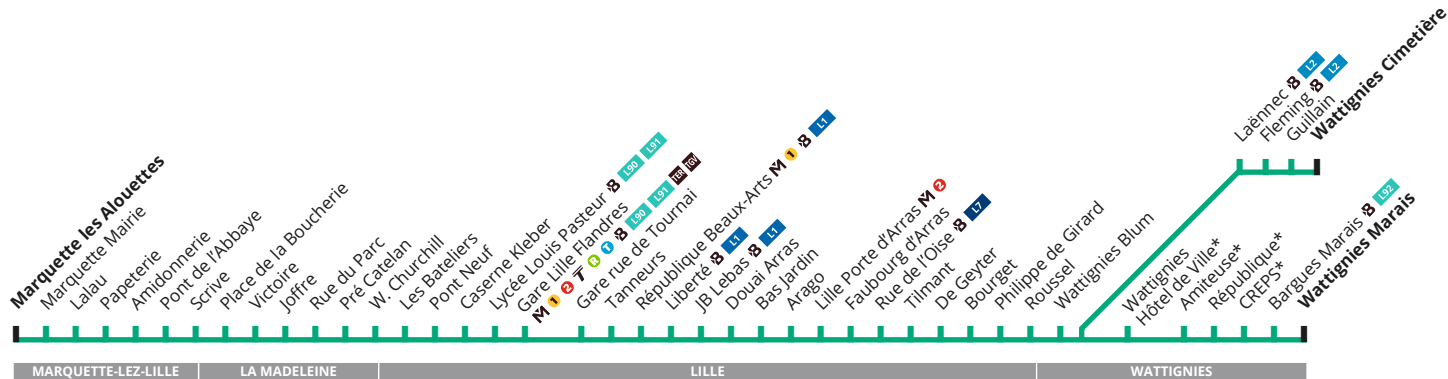 Marquette les Alouettes
Marquette Mairie
Lalau
Papeterie
Amidonnerie
Pont de l'Abbaye
Scrive
Place de la Boucherie
Victoire
Joffre
Rue du Parc
Pré Catelan
W. Churchill
Les Bateliers
Pont Neuf
Caserne Kleber
Lycée Louis Pasteur B L90 L91
Gare Lille Flandres
M 1 2 T R T B L90 L91 TER TGV
Gare rue de Tournai
Tanneurs
République Beaux-Arts M 1 B L1
Liberté B L1
JB Lebas B L1
Douai Arras
Bas Jardin
Arago
Lille Porte d'Arras M 2
Faubourg d'Arras
Rue de l'Oise B L7
Tilmant
De Geyter
Bourget
Philippe de Girard
Roussel
Wattignies Blum
Wattignies
Hôtel de Ville*
Amiteuse*
République*
CREPS*
Bargues Marais B L92
Wattignies Marais
Laënnec B L2
Fleming B L2
Guillain
Wattignies Cimetière
MARQUETTE-LEZ-LILLE
LA MADELEINE
LILLE
WATTIGNIES